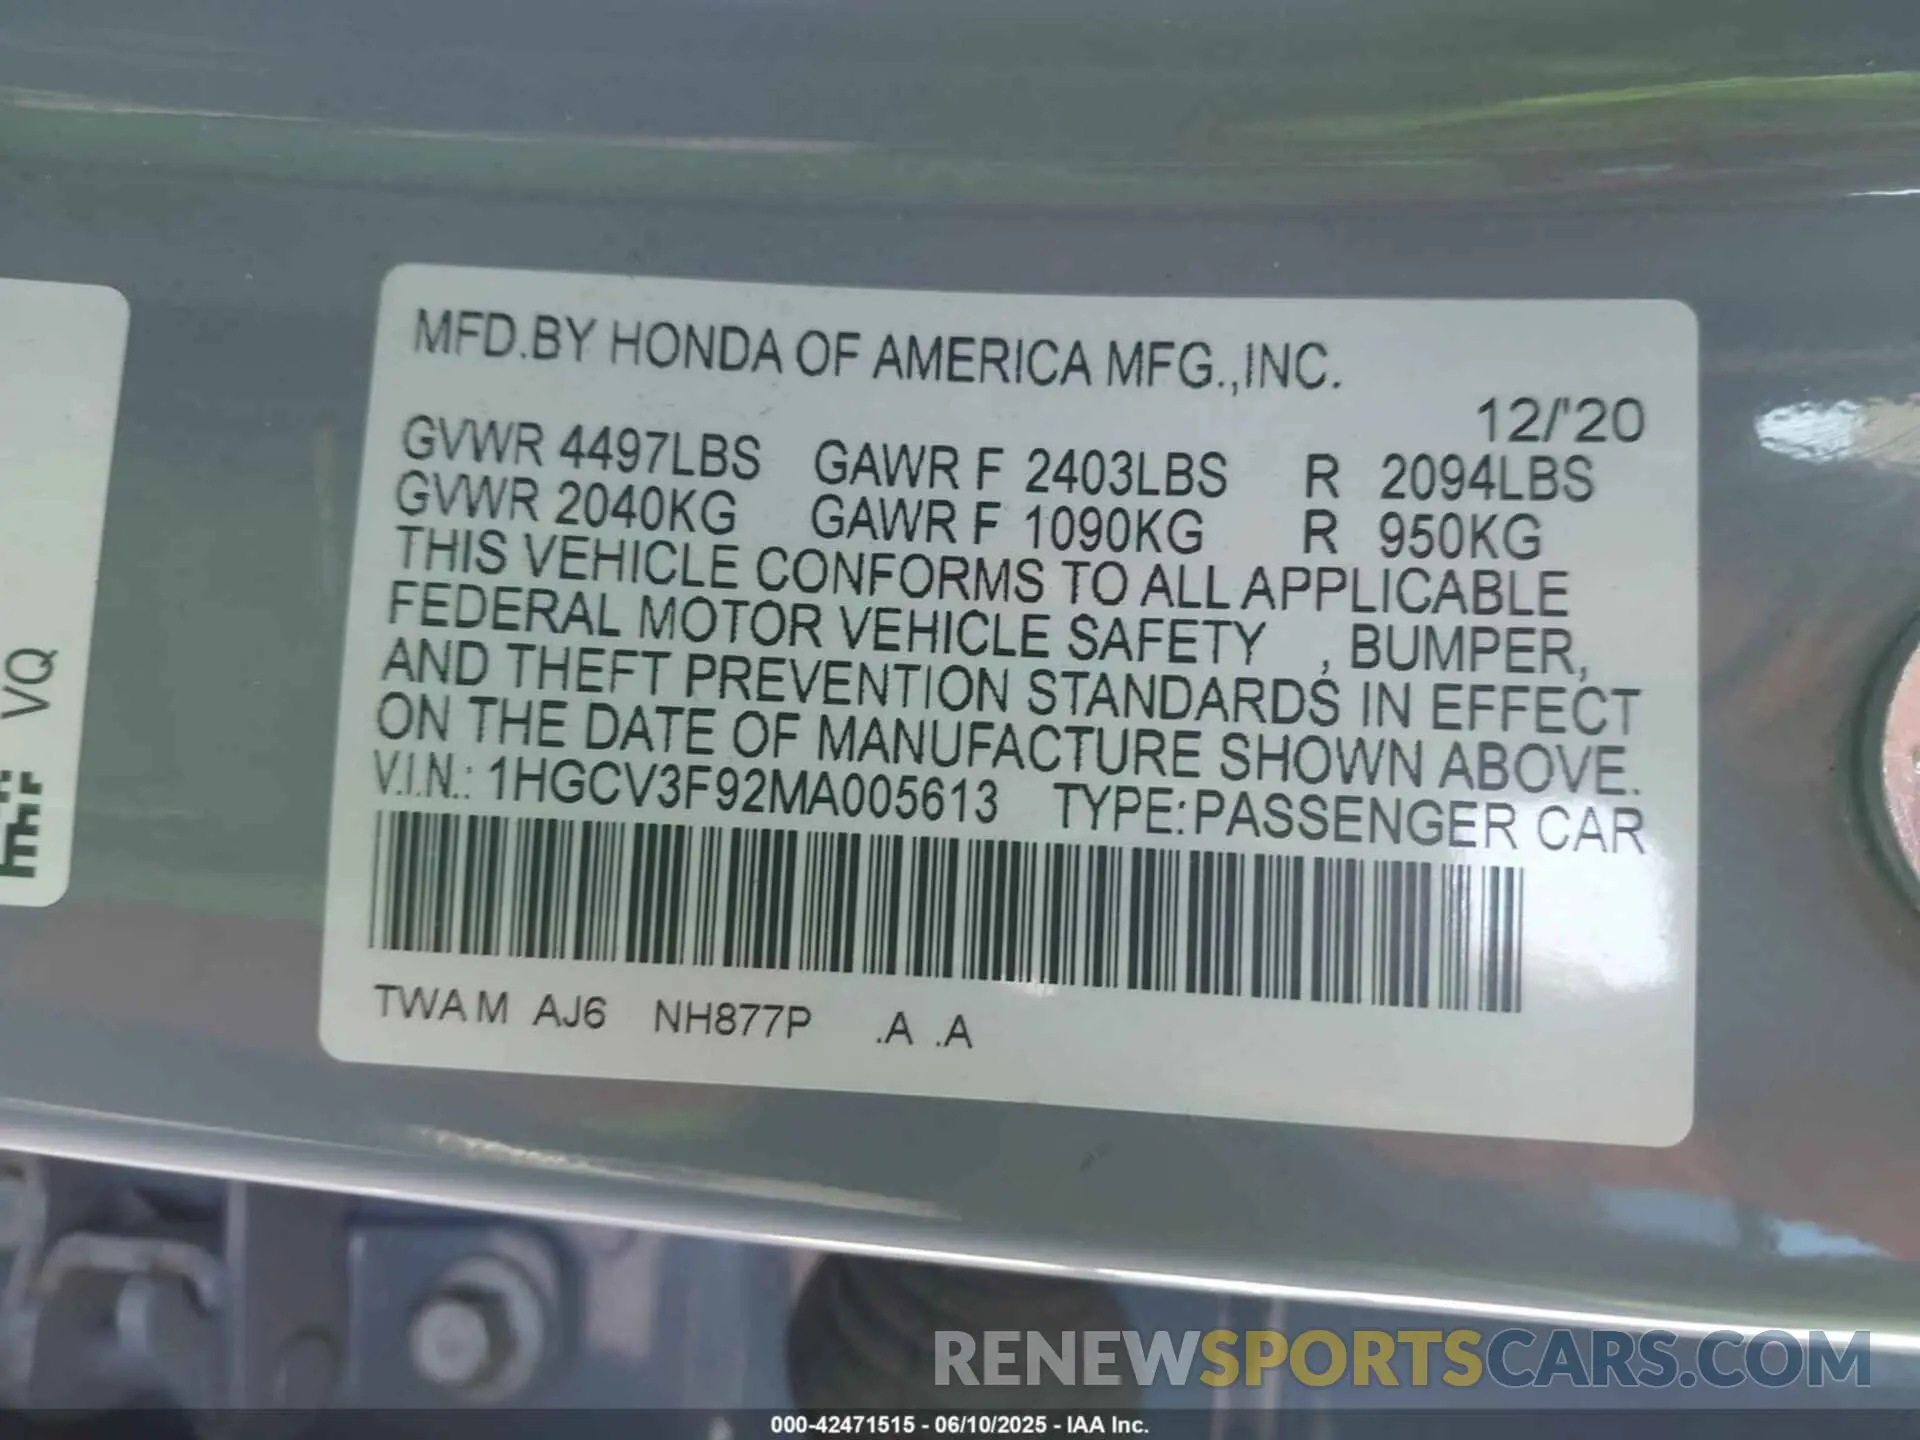 MFD.BY HONDA OF AMERICA MFG.,INC.
12/'20
GVWR 4497LBS GAWR F 2403LBS R 2094LBS
GVWR 2040KG GAWR F 1090KG R 950KG
THIS VEHICLE CONFORMS TO ALL APPLICABLE
FEDERAL MOTOR VEHICLE SAFETY , BUMPER,
AND THEFT PREVENTION STANDARDS IN EFFECT
ON THE DATE OF MANUFACTURE SHOWN ABOVE.
V.I.N.: 1HGCV3F92MA005613 TYPE:PASSENGER CAR
TWAM AJ6 NH877P .A .A
VQ
RENEWSPORTSCARS.COM
000-42471515 - 06/10/2025 - IAA Inc.